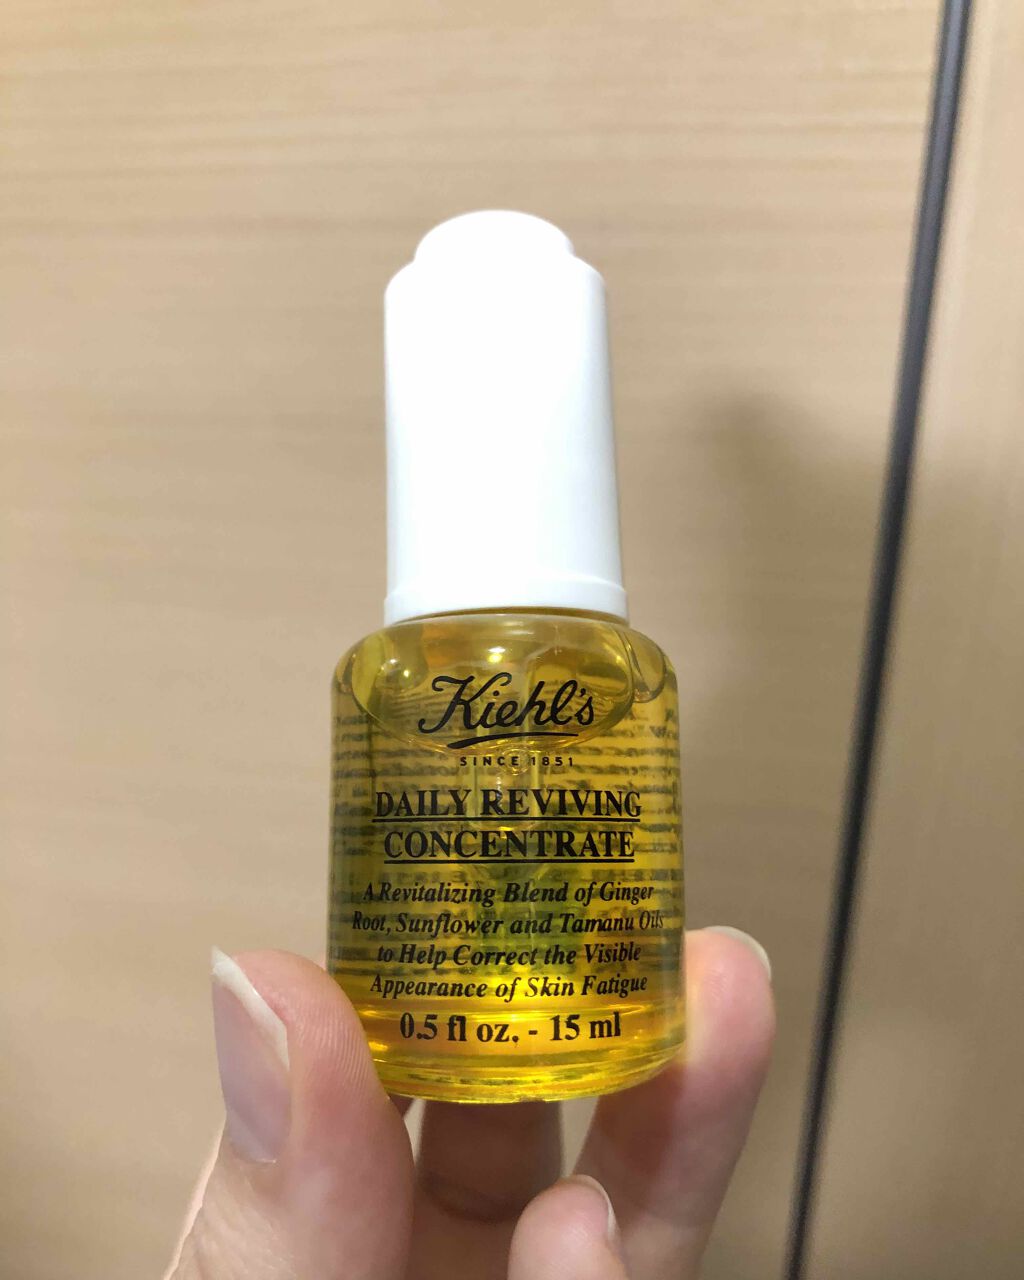 Kiehl's
SINCE 1851
DAILY REVIVING
CONCENTRATE
A Revitalizing Blend of Ginger
Root, Sunflower and Tamanu Oils
to Help Correct the Visible
Appearance of Skin Fatigue
0.5 fl oz. - 15 ml